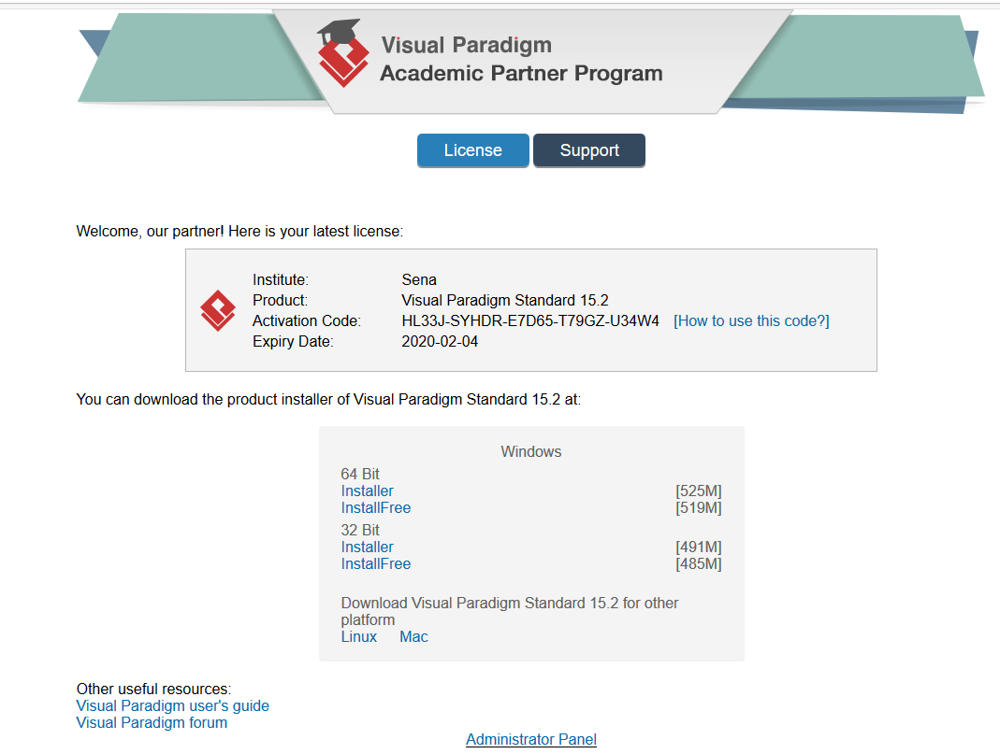 Visual Paradigm
Academic Partner Program
License Support
Welcome, our partner! Here is your latest license:
Institute: Sena
Product: Visual Paradigm Standard 15.2
Activation Code: HL33J-SYHDR-E7D65-T79GZ-U34W4 [How to use this code?]
Expiry Date: 2020-02-04
You can download the product installer of Visual Paradigm Standard 15.2 at:
Windows
64 Bit
Installer [525M]
InstallFree [519M]
32 Bit
Installer [491M]
InstallFree [485M]
Download Visual Paradigm Standard 15.2 for other
platform
Linux Mac
Other useful resources:
Visual Paradigm user's guide
Visual Paradigm forum
Administrator Panel